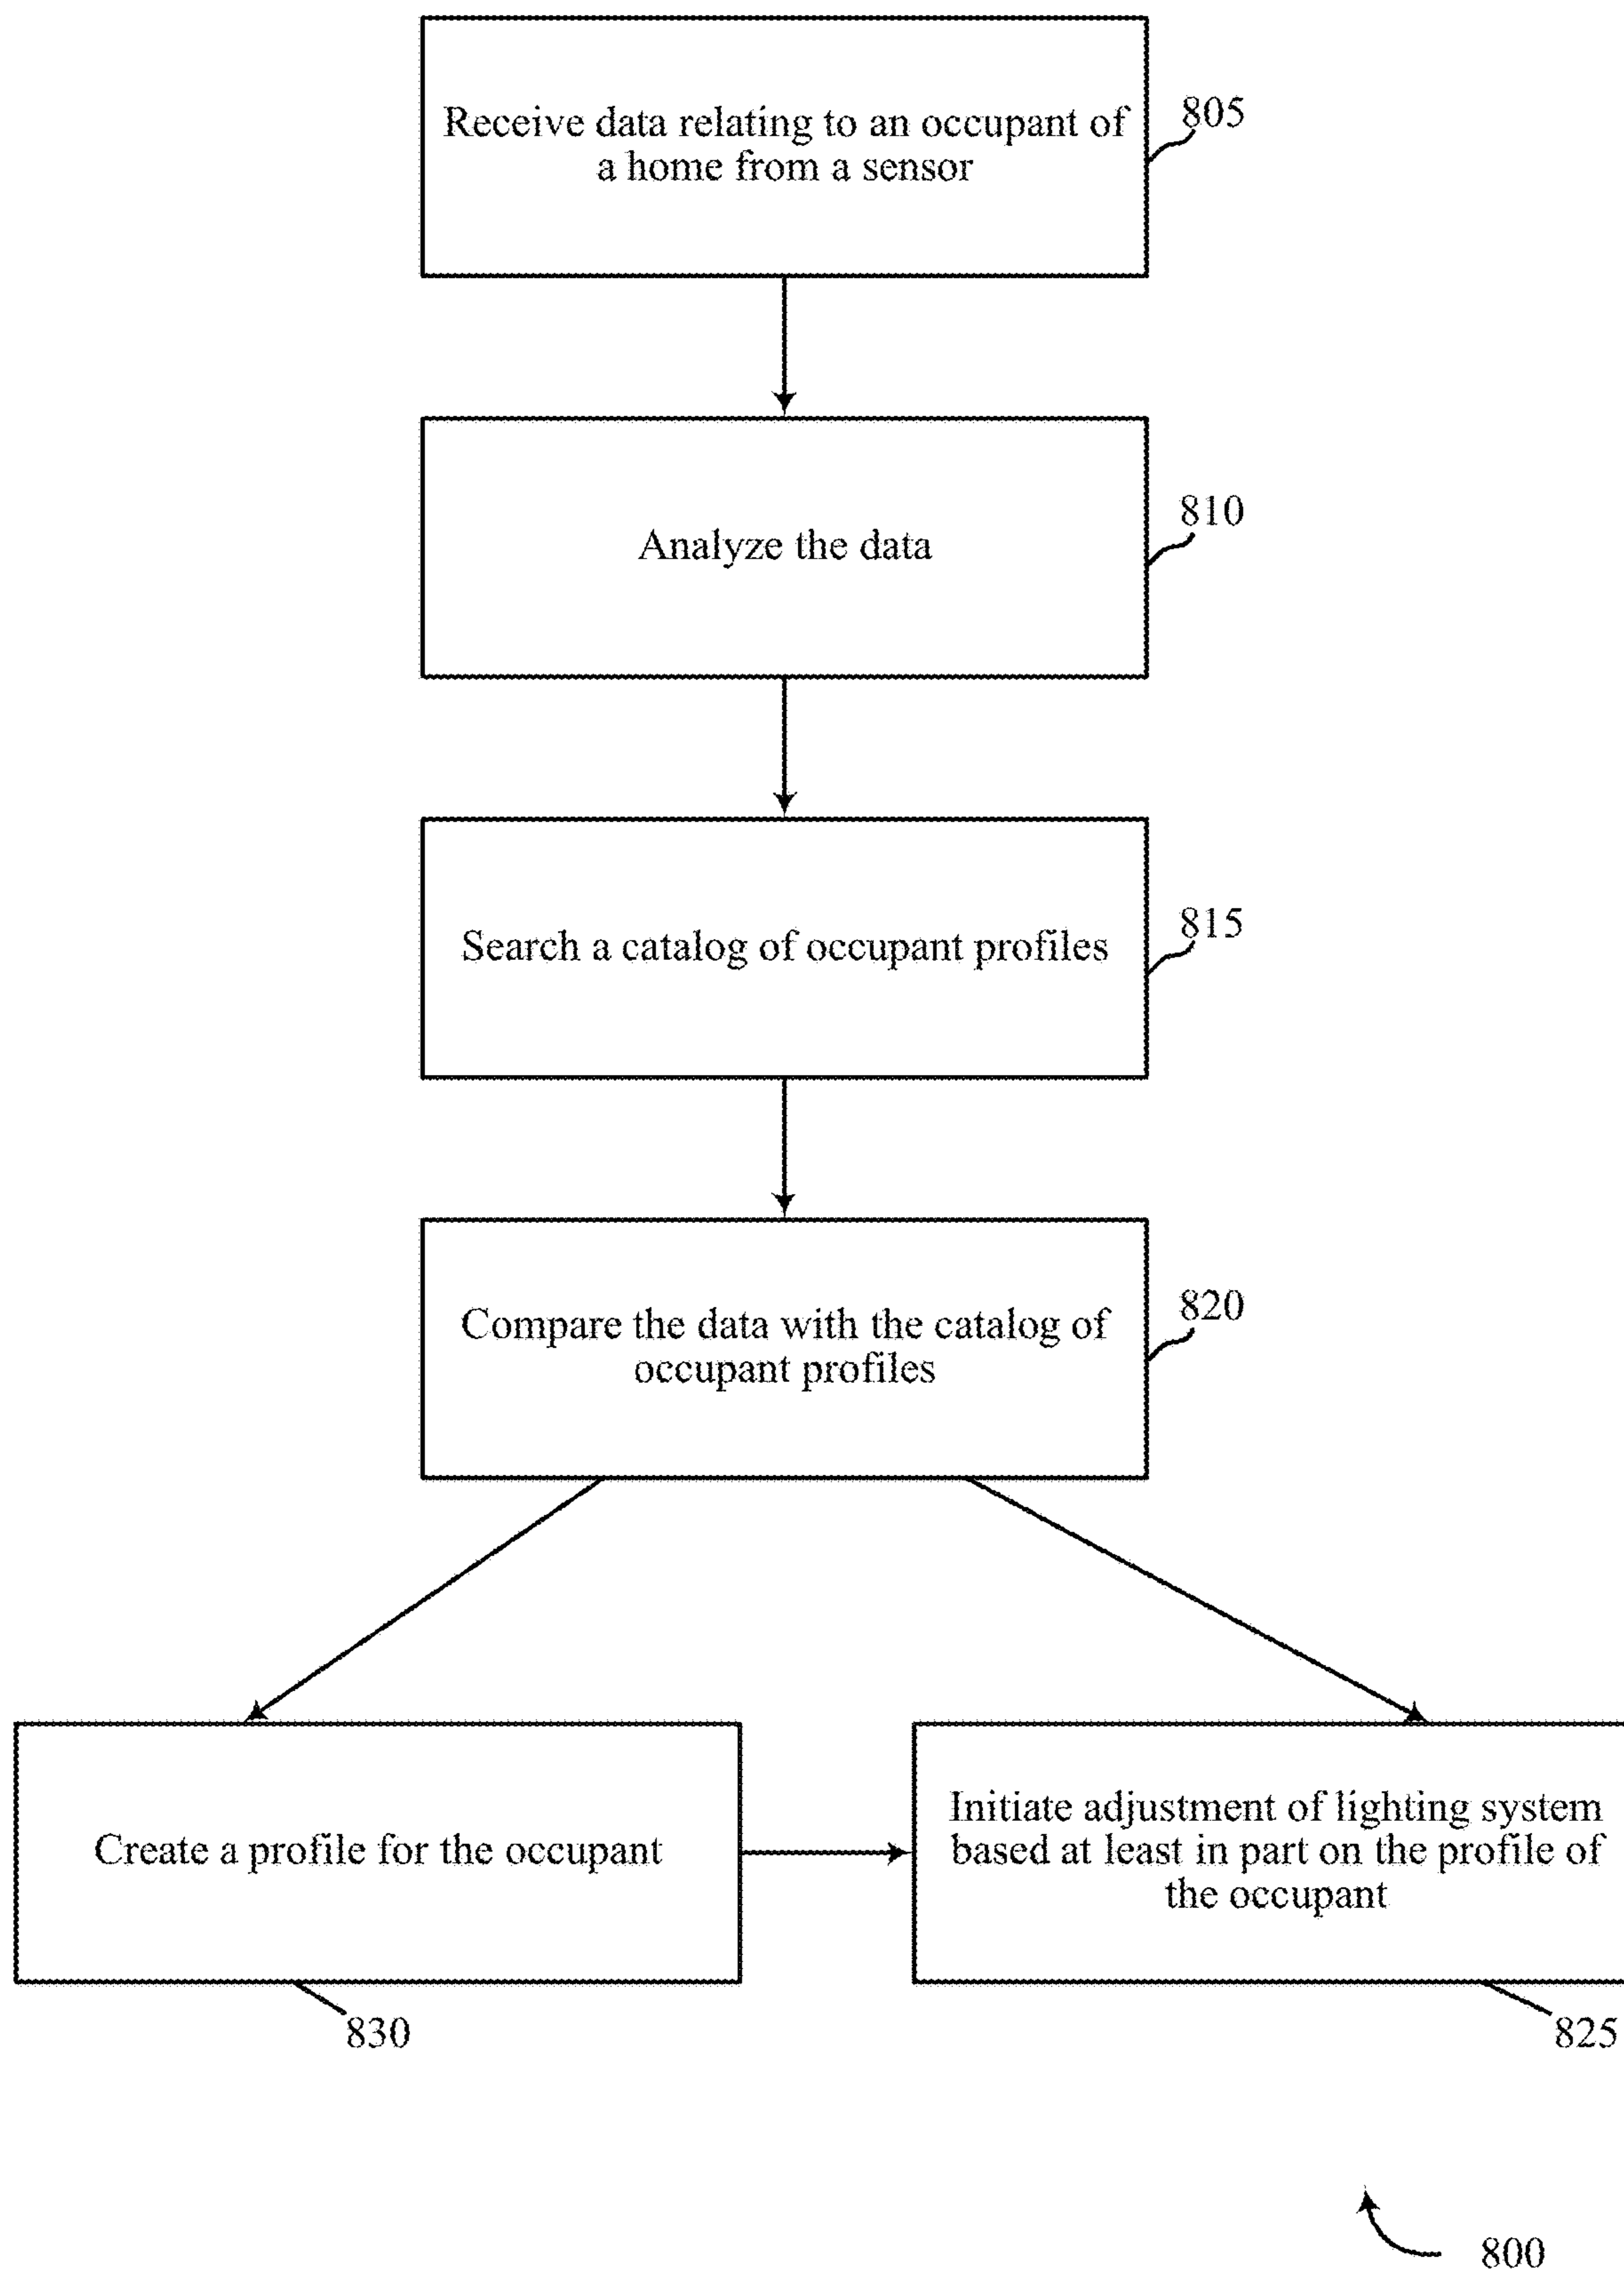 Receive data relating to an occupant of
a home from a sensor
805
Analyze the data
810
Search a catalog of occupant profiles
815
Compare the data with the catalog of
occupant profiles
820
Create a profile for the occupant
830
Initiate adjustment of lighting system
based at least in part on the profile of
the occupant
825
800